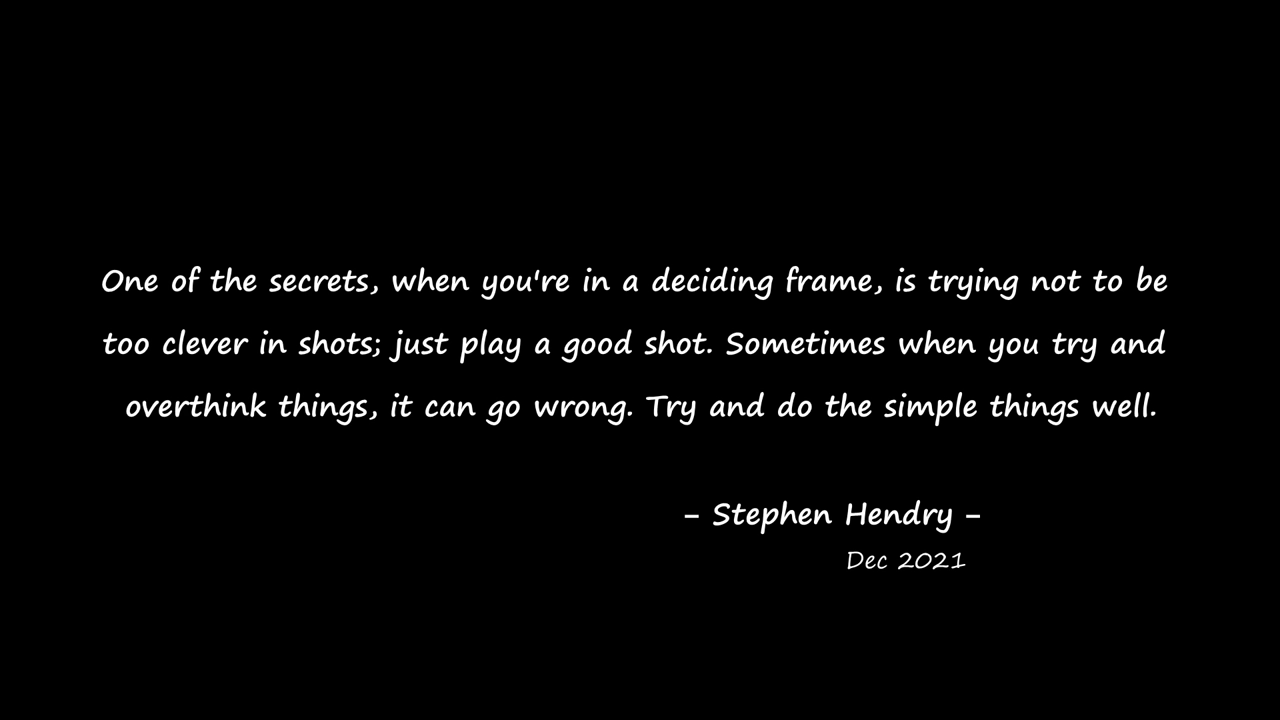 One of the secrets, when you're in a deciding frame, is trying not to be
too clever in shots; just play a good shot. Sometimes when you try and
overthink things, it can go wrong. Try and do the simple things well.
– Stephen Hendry –
Dec 2021